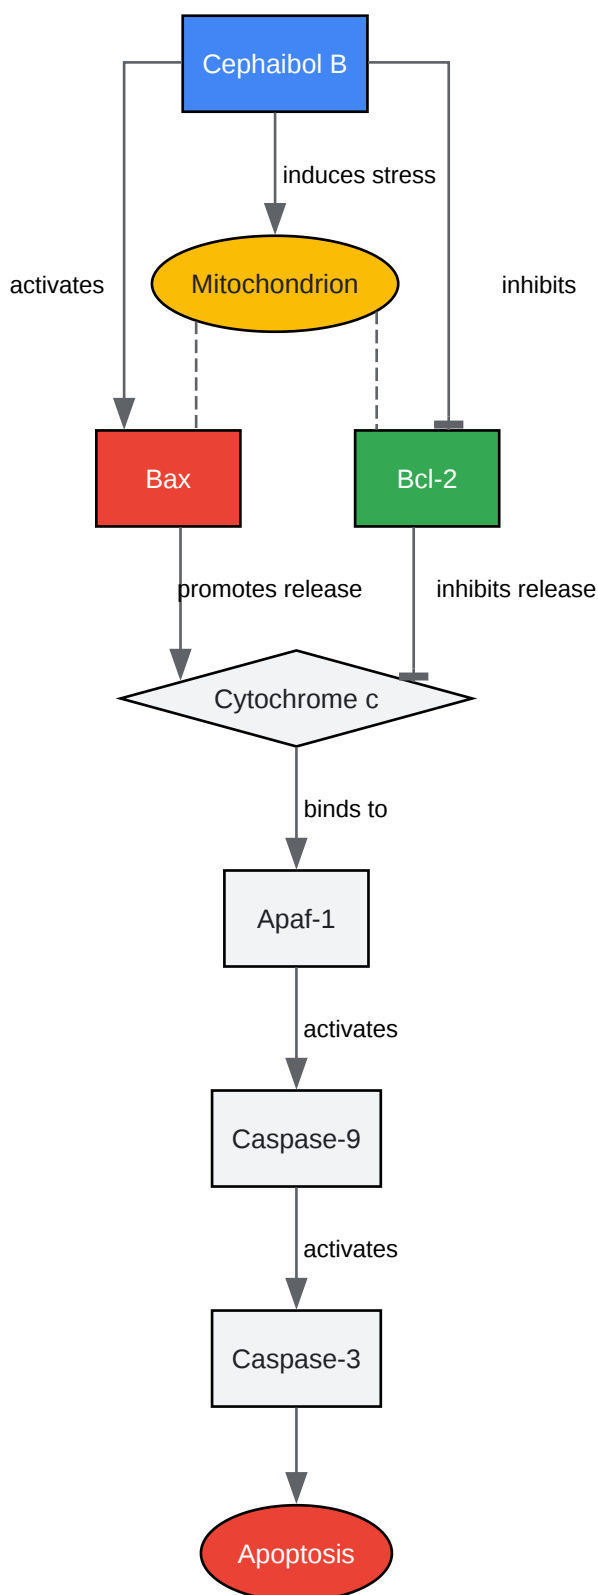 Cephaibol B
induces stress
activates
Mitochondrion
inhibits
Bax
Bcl-2
promotes release
inhibits release
Cytochrome c
binds to
Apaf-1
activates
Caspase-9
activates
Caspase-3
Apoptosis